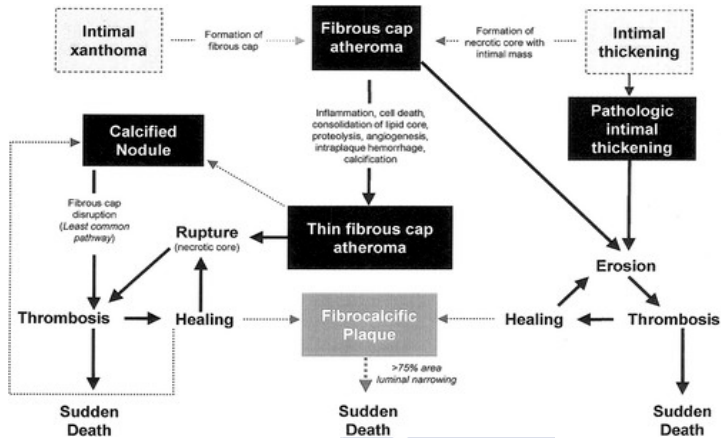 Intimal
xanthoma
Formation of
fibrous cap
Fibrous cap
atheroma
Formation of
necrotic core with
intimal mass
Intimal
thickening
Inflammation, cell death,
consolidation of lipid core,
proteolysis, angiogenesis,
intraplaque hemorrhage,
calcification
Pathologic
intimal
thickening
Calcified
Nodule
Fibrous cap
disruption
(Least common
pathway)
Rupture
(necrotic core)
Thin fibrous cap
atheroma
Erosion
Thrombosis
Healing
Fibrocalcific
Plaque
Healing
Thrombosis
>75% area
luminal narrowing
Sudden
Death
Sudden
Death
Sudden
Death